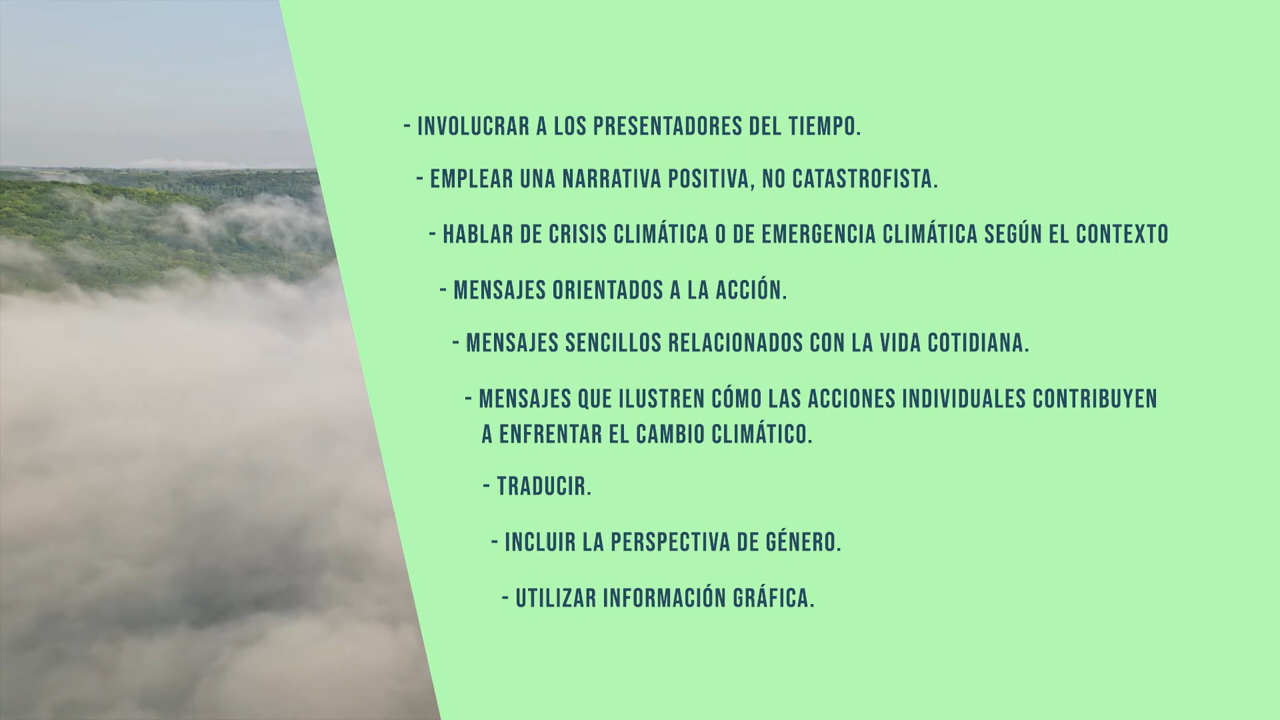 - INVOLUCRAR A LOS PRESENTADORES DEL TIEMPO.
- EMPLEAR UNA NARRATIVA POSITIVA, NO CATASTROFISTA.
- HABLAR DE CRISIS CLIMÁTICA O DE EMERGENCIA CLIMÁTICA SEGÚN EL CONTEXTO
- MENSAJES ORIENTADOS A LA ACCIÓN.
- MENSAJES SENCILLOS RELACIONADOS CON LA VIDA COTIDIANA.
- MENSAJES QUE ILUSTREN CÓMO LAS ACCIONES INDIVIDUALES CONTRIBUYEN
A ENFRENTAR EL CAMBIO CLIMÁTICO.
- TRADUCIR.
- INCLUIR LA PERSPECTIVA DE GÉNERO.
- UTILIZAR INFORMACIÓN GRÁFICA.